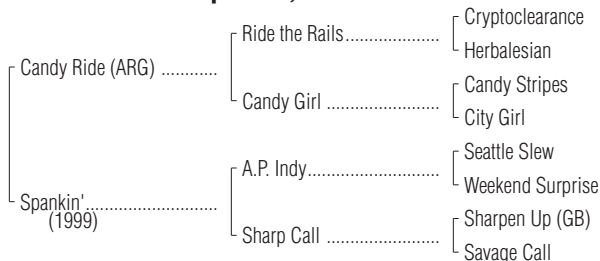 Cryptoclearance
Ride the Rails
Herbalesian
Candy Ride (ARG)
Candy Stripes
Candy Girl
City Girl
Seattle Slew
A.P. Indy
Weekend Surprise
Spankin'
(1999)
Sharpen Up (GB)
Sharp Call
Savage Call